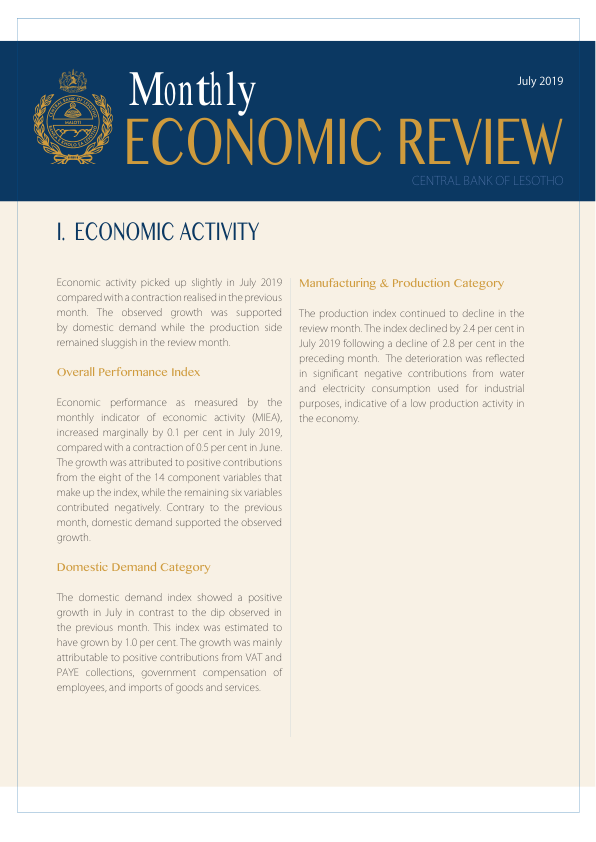 July 2019
Monthly
ECONOMIC REVIEW
CENTRAL BANK OF LESOTHO
MALOTI
I. ECONOMIC ACTIVITY
Economic activity picked up slightly in July 2019
compared with a contraction realised in the previous
month. The observed growth was supported
by domestic demand while the production side
remained sluggish in the review month.
Overall Performance Index
Economic performance as measured by the
monthly indicator of economic activity (MIEA),
increased marginally by 0.1 per cent in July 2019,
compared with a contraction of 0.5 per cent in June.
The growth was attributed to positive contributions
from the eight of the 14 component variables that
make up the index, while the remaining six variables
contributed negatively. Contrary to the previous
month, domestic demand supported the observed
growth.
Domestic Demand Category
The domestic demand index showed a positive
growth in July in contrast to the dip observed in
the previous month. This index was estimated to
have grown by 1.0 per cent. The growth was mainly
attributable to positive contributions from VAT and
PAYE collections, government compensation of
employees, and imports of goods and services.
Manufacturing & Production Category
The production index continued to decline in the
review month. The index declined by 2.4 per cent in
July 2019 following a decline of 2.8 per cent in the
preceding month. The deterioration was reflected
in significant negative contributions from water
and electricity consumption used for industrial
purposes, indicative of a low production activity in
the economy.